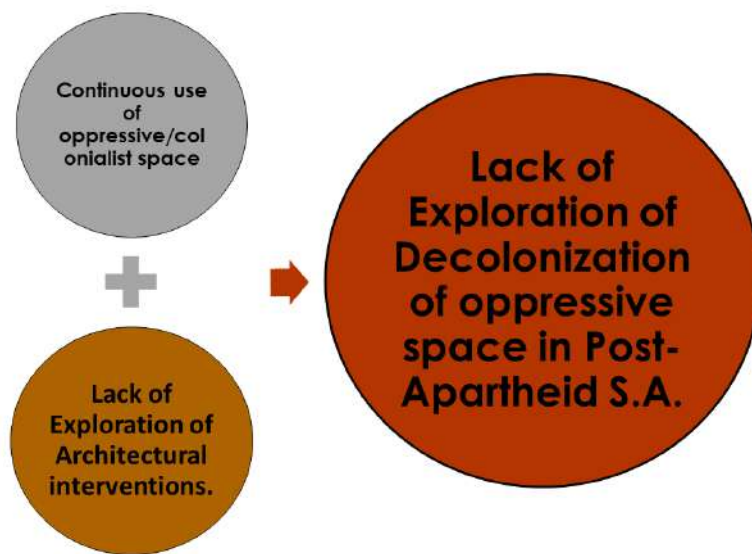 Continuous use
of
oppressive/col
onialist space
Lack of
Exploration of
Architectural
interventions.
Lack of
Exploration of
Decolonization
of oppressive
space in Post-
Apartheid S.A.